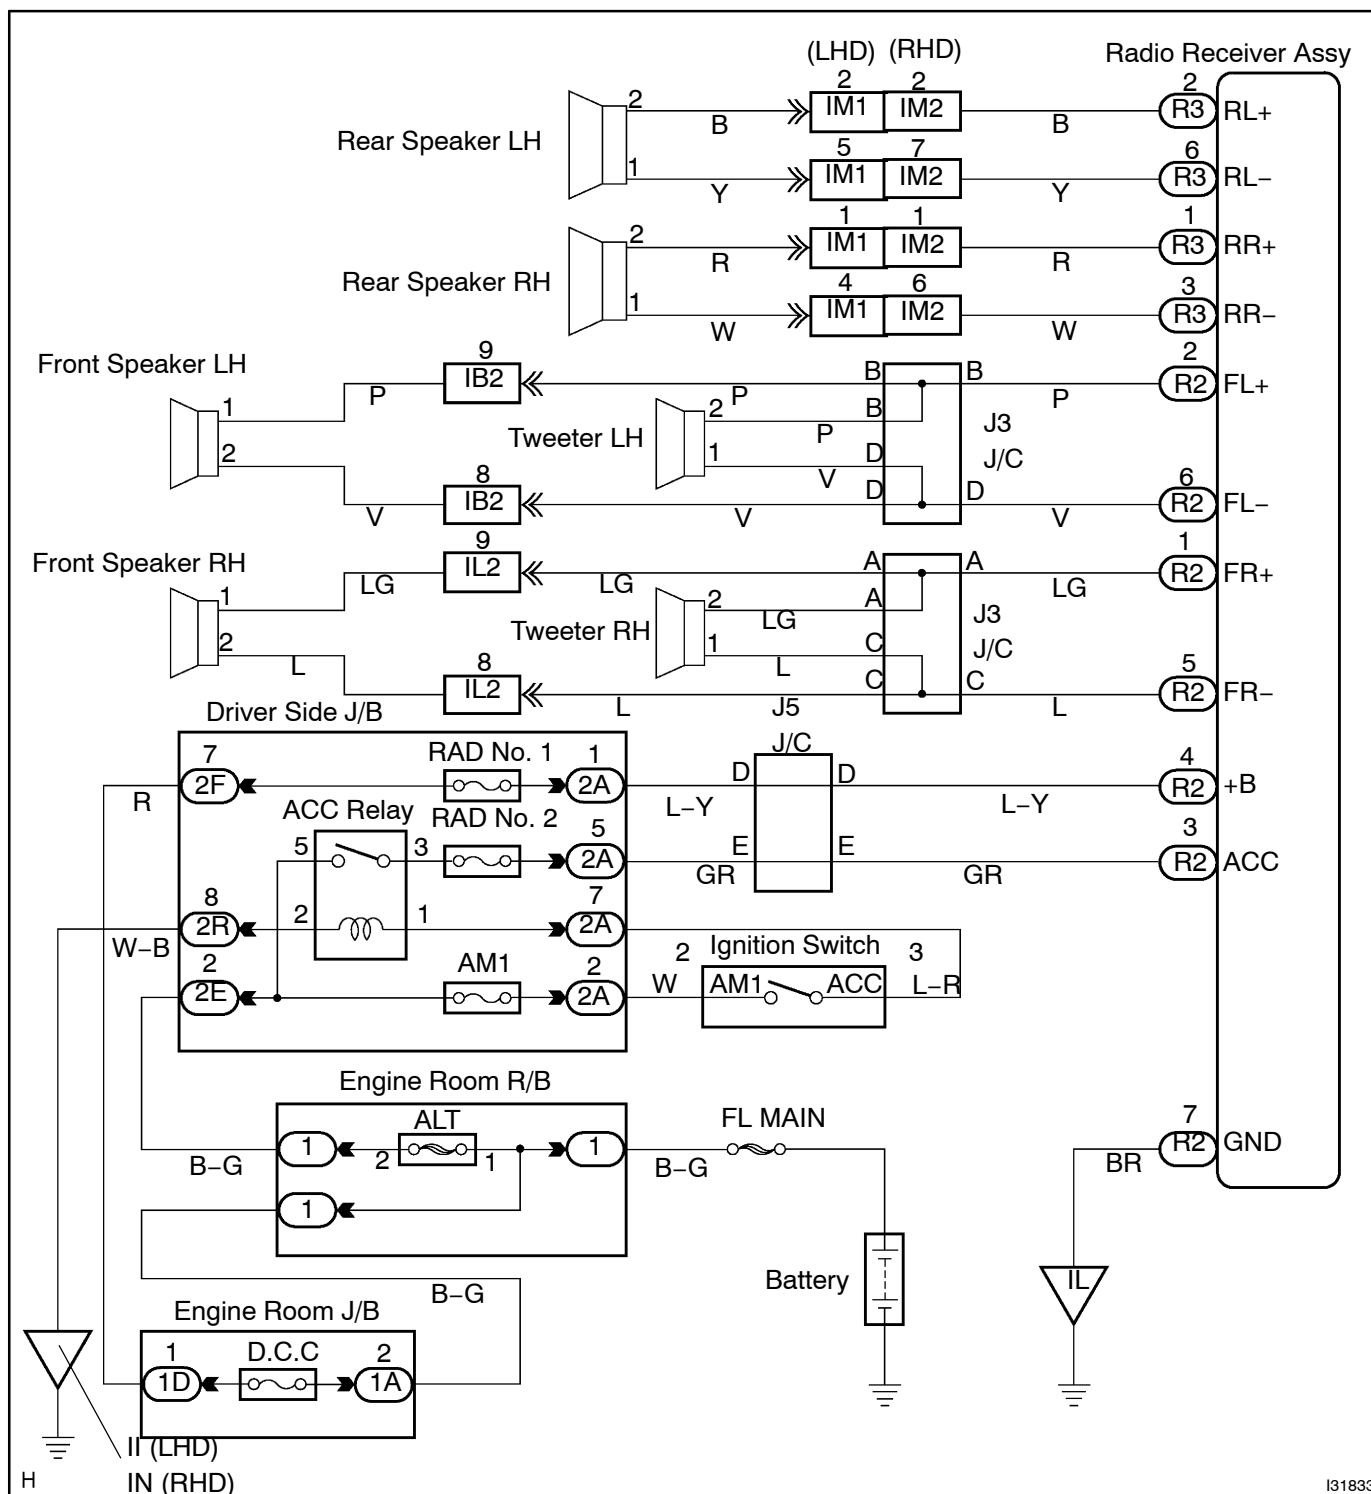 (LHD) (RHD)
Radio Receiver Assy
2 2 2
2 B IM1 IM2 B R3 RL+
Rear Speaker LH
5 7 6
1 Y IM1 IM2 Y R3 RL−
1 1 1
2 R IM1 IM2 R R3 RR+
Rear Speaker RH
4 6 3
1 W IM1 IM2 W R3 RR−
Front Speaker LH
9 2
P IB2 P B B P R2 FL+
1 2 P B
Tweeter LH
J3
J/C
2 1 V D
8 6
V IB2 V D D V R2 FL−
Front Speaker RH
9 1
LG IL2 LG A A LG R2 FR+
1 2 LG A
Tweeter RH
J3
J/C
2 1 L C
8 5
L IL2 L C C L R2 FR−
Driver Side J/B
J5
J/C
7 RAD No. 1 1 4
R 2F 2A L−Y D D L−Y R2 +B
ACC Relay
RAD No. 2
5 3 5 3
2A GR E E GR R2 ACC
8 7
W−B 2R 2 1 2A
Ignition Switch
2 AM1 2 2 3
2E 2A W AM1 ACC L−R
Engine Room R/B
ALT
FL MAIN
7
B−G 1 2 1 1 B−G
BR R2 GND
1
B−G
Battery
IL
Engine Room J/B
1 D.C.C 2
1D 1A
II (LHD)
IN (RHD)
H
I31833